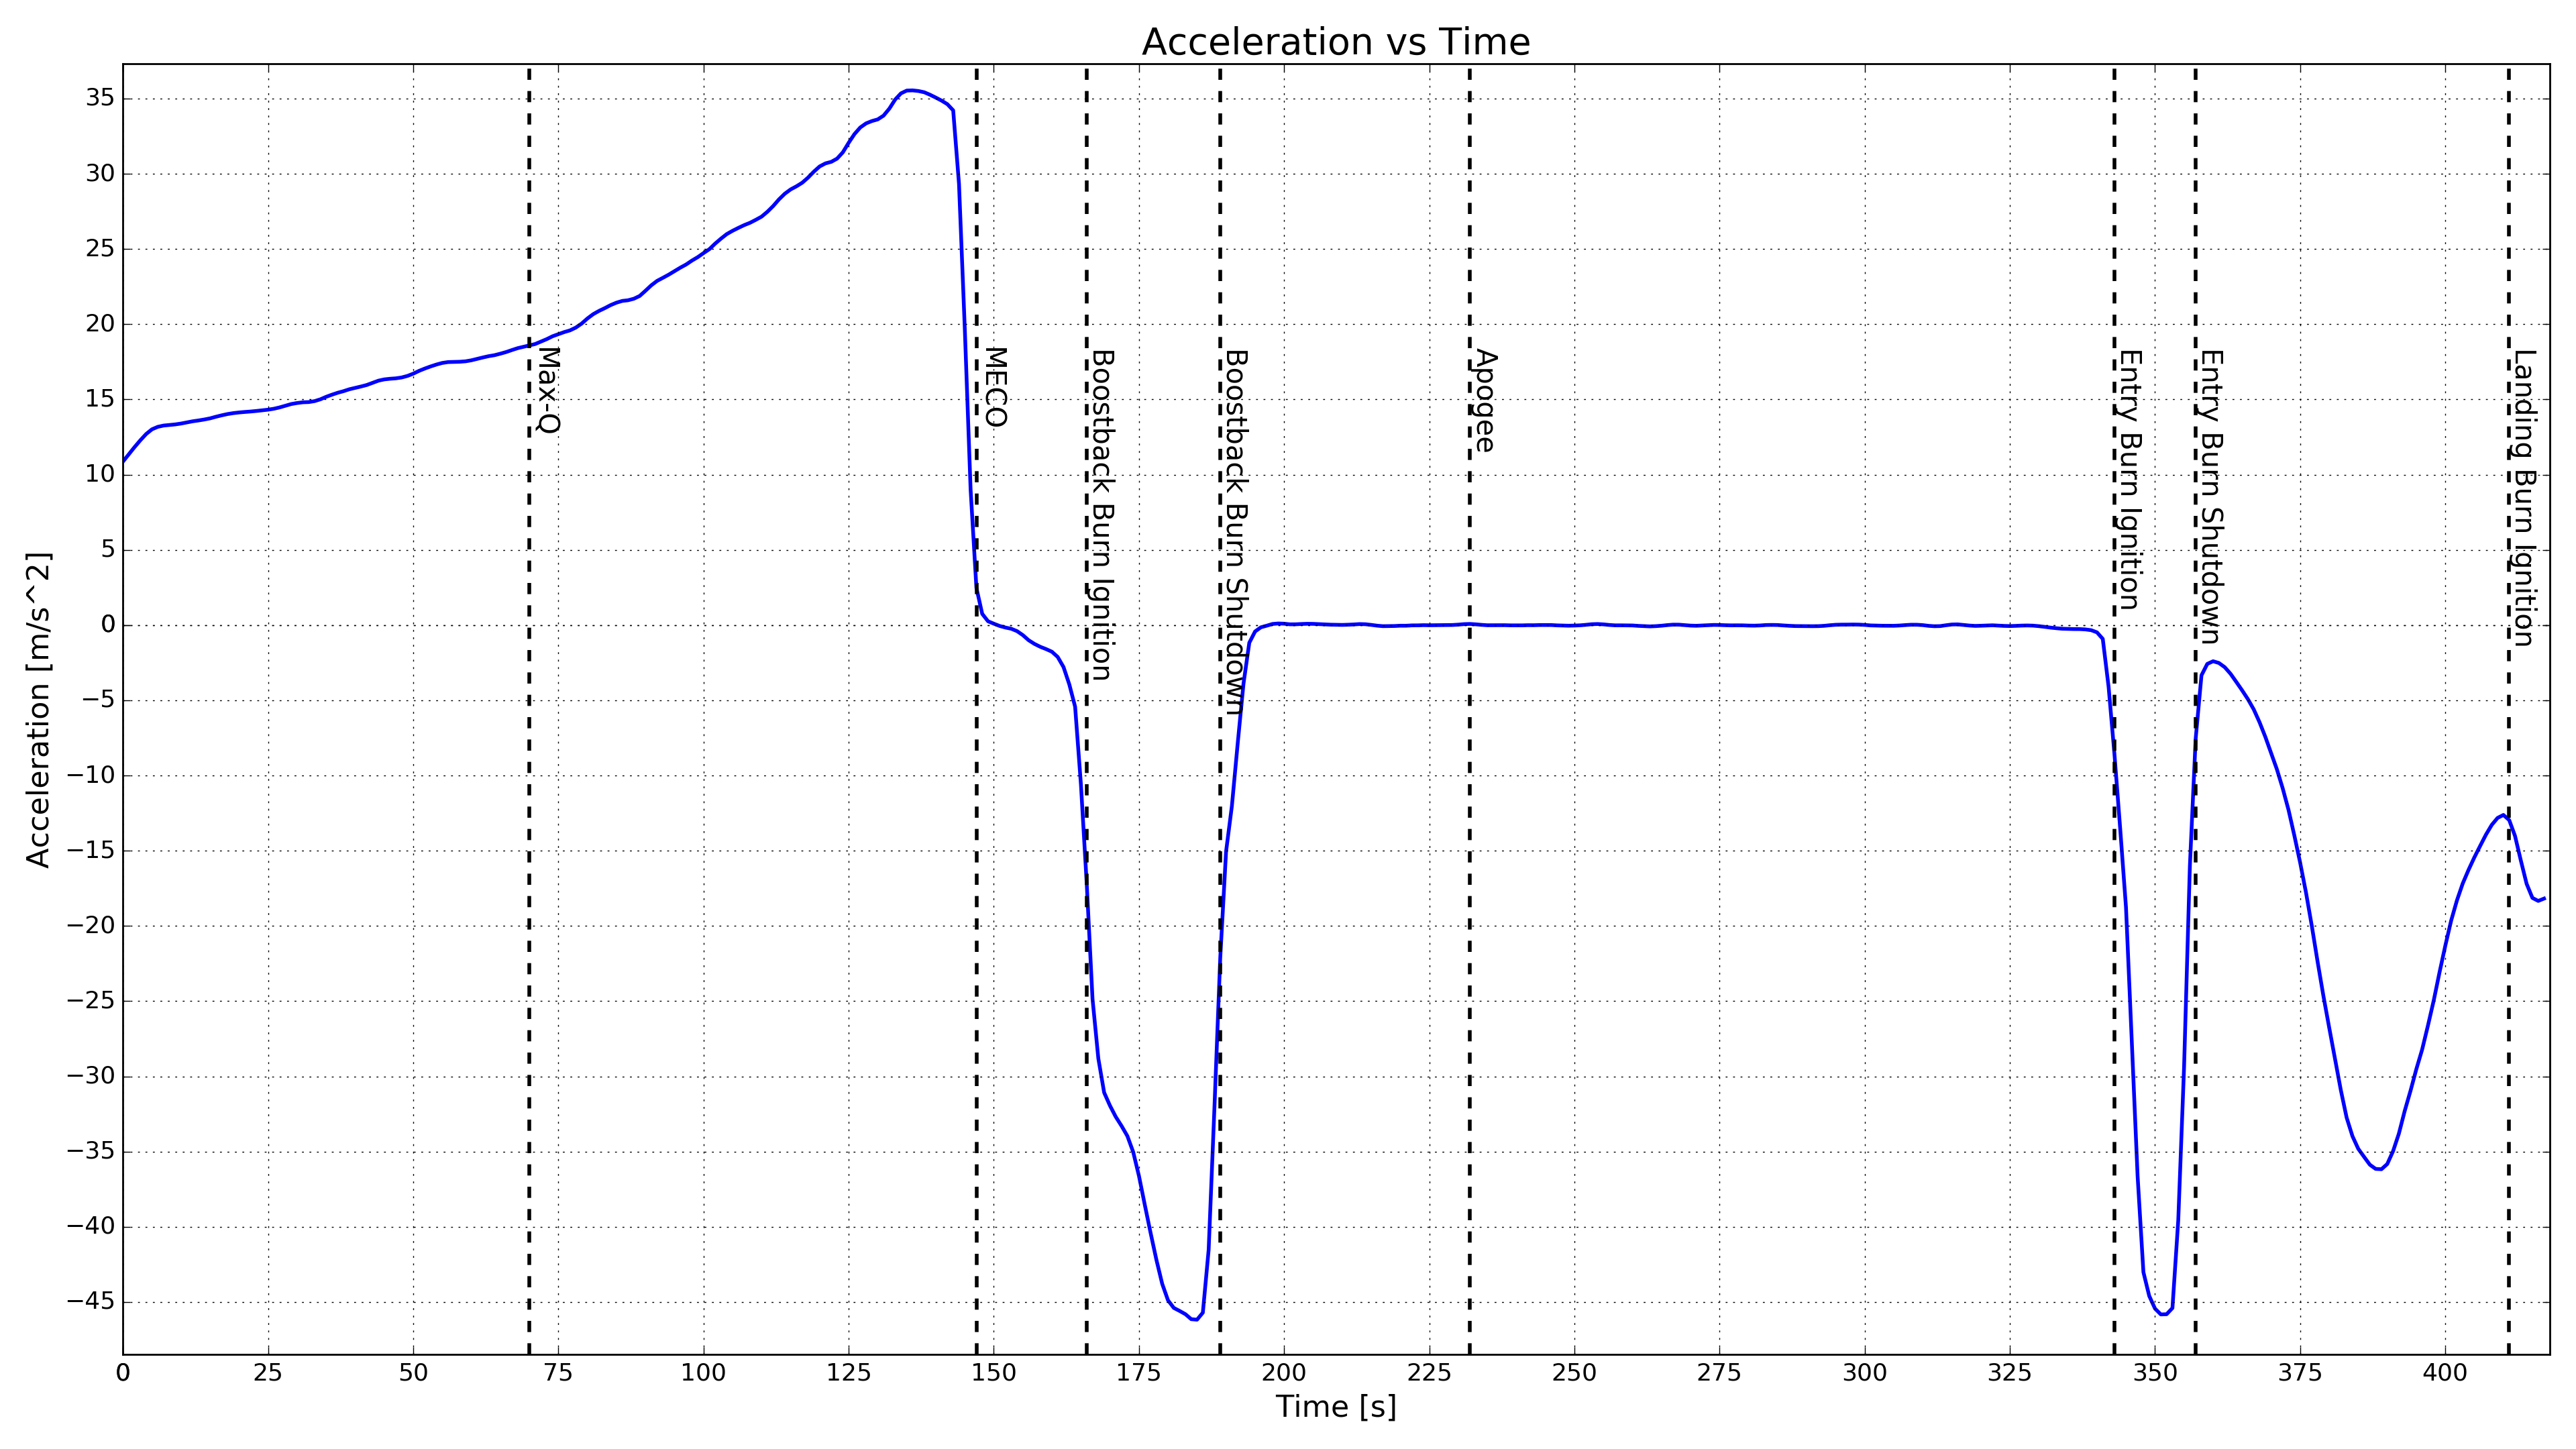 Acceleration vs Time
Acceleration [m/s^2]
35
30
25
20
15
10
5
0
−5
−10
−15
−20
−25
−30
−35
−40
−45
Max-Q
MECO
Boostback Burn Ignition
Boostback Burn Shutdown
Apogee
Entry Burn Ignition
Entry Burn Shutdown
Landing Burn Ignition
0 25 50 75 100 125 150 175 200 225 250 275 300 325 350 375 400
Time [s]